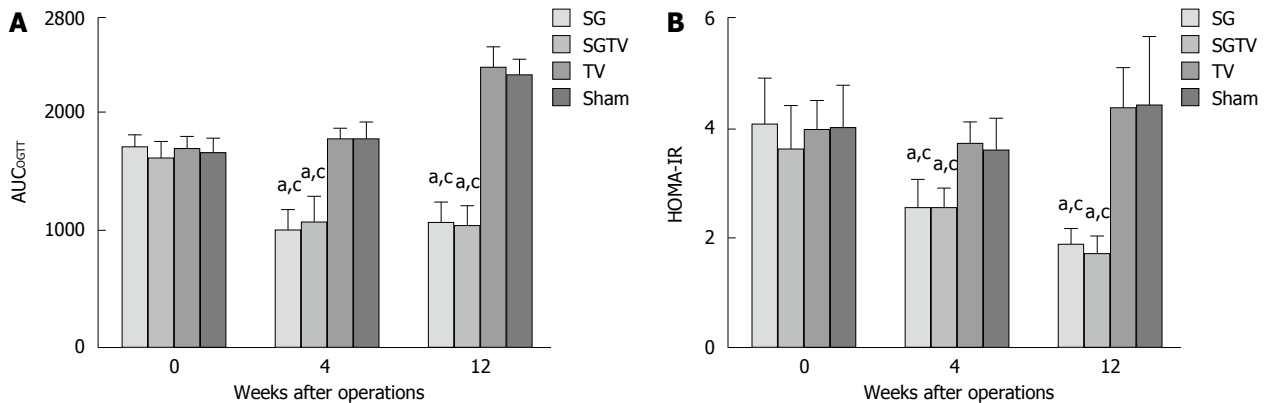 A
2800
2000
1000
0
AUCOGTT
a,c
a,c
a,c
a,c
0
4
12
Weeks after operations
SG
SGTV
TV
Sham
B
6
4
2
0
HOMA-IR
a,c
a,c
a,c
a,c
0
4
12
Weeks after operations
SG
SGTV
TV
Sham